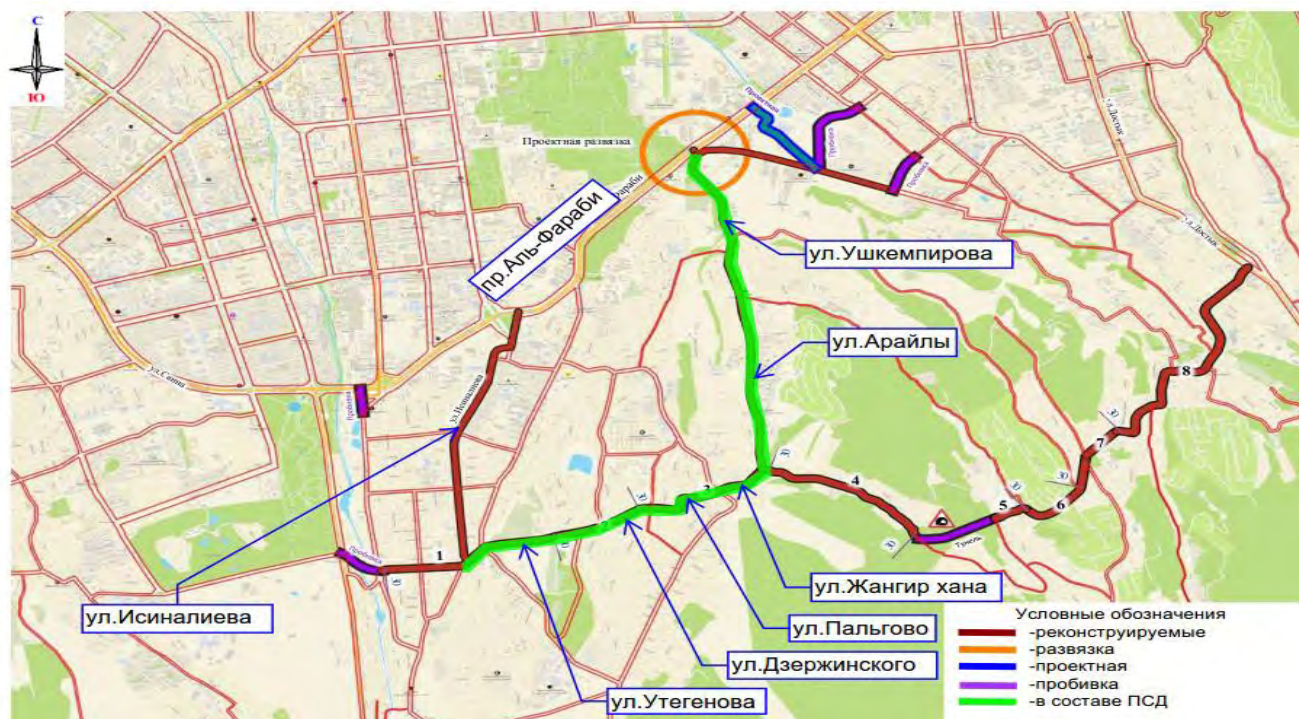 С
Ю
Проектная развязка
Проектная
Пробивка
Пробивка
ул.Достык
ул.Достык
пр.Аль-Фараби
ул.Ушкемпирова
ул.Саина
Пробивка
ул.Исиналиева
ул.Арайлы
8
7
6
5
4
3
1
Тунель
Пробивка
ул.Исиналиева
ул.Жангир хана
ул.Пальгово
ул.Дзержинского
ул.Утегенова
Условные обозначения
-реконструируемые
-развязка
-проектная
-пробивка
-в составе ПСД